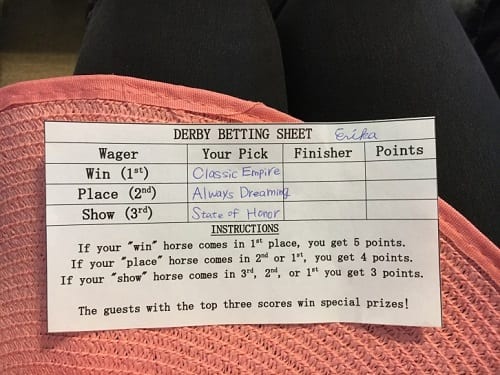 DERBY BETTING SHEET Erika
Wager Your Pick Finisher Points
Win (1st) Classic Empire
Place (2nd) Always Dreaming
Show (3rd) State of Honor
INSTRUCTIONS
If your "win" horse comes in 1st place, you get 5 points.
If your "place" horse comes in 2nd or 1st, you get 4 points.
If your "show" horse comes in 3rd, 2nd, or 1st you get 3 points.
The guests with the top three scores win special prizes!